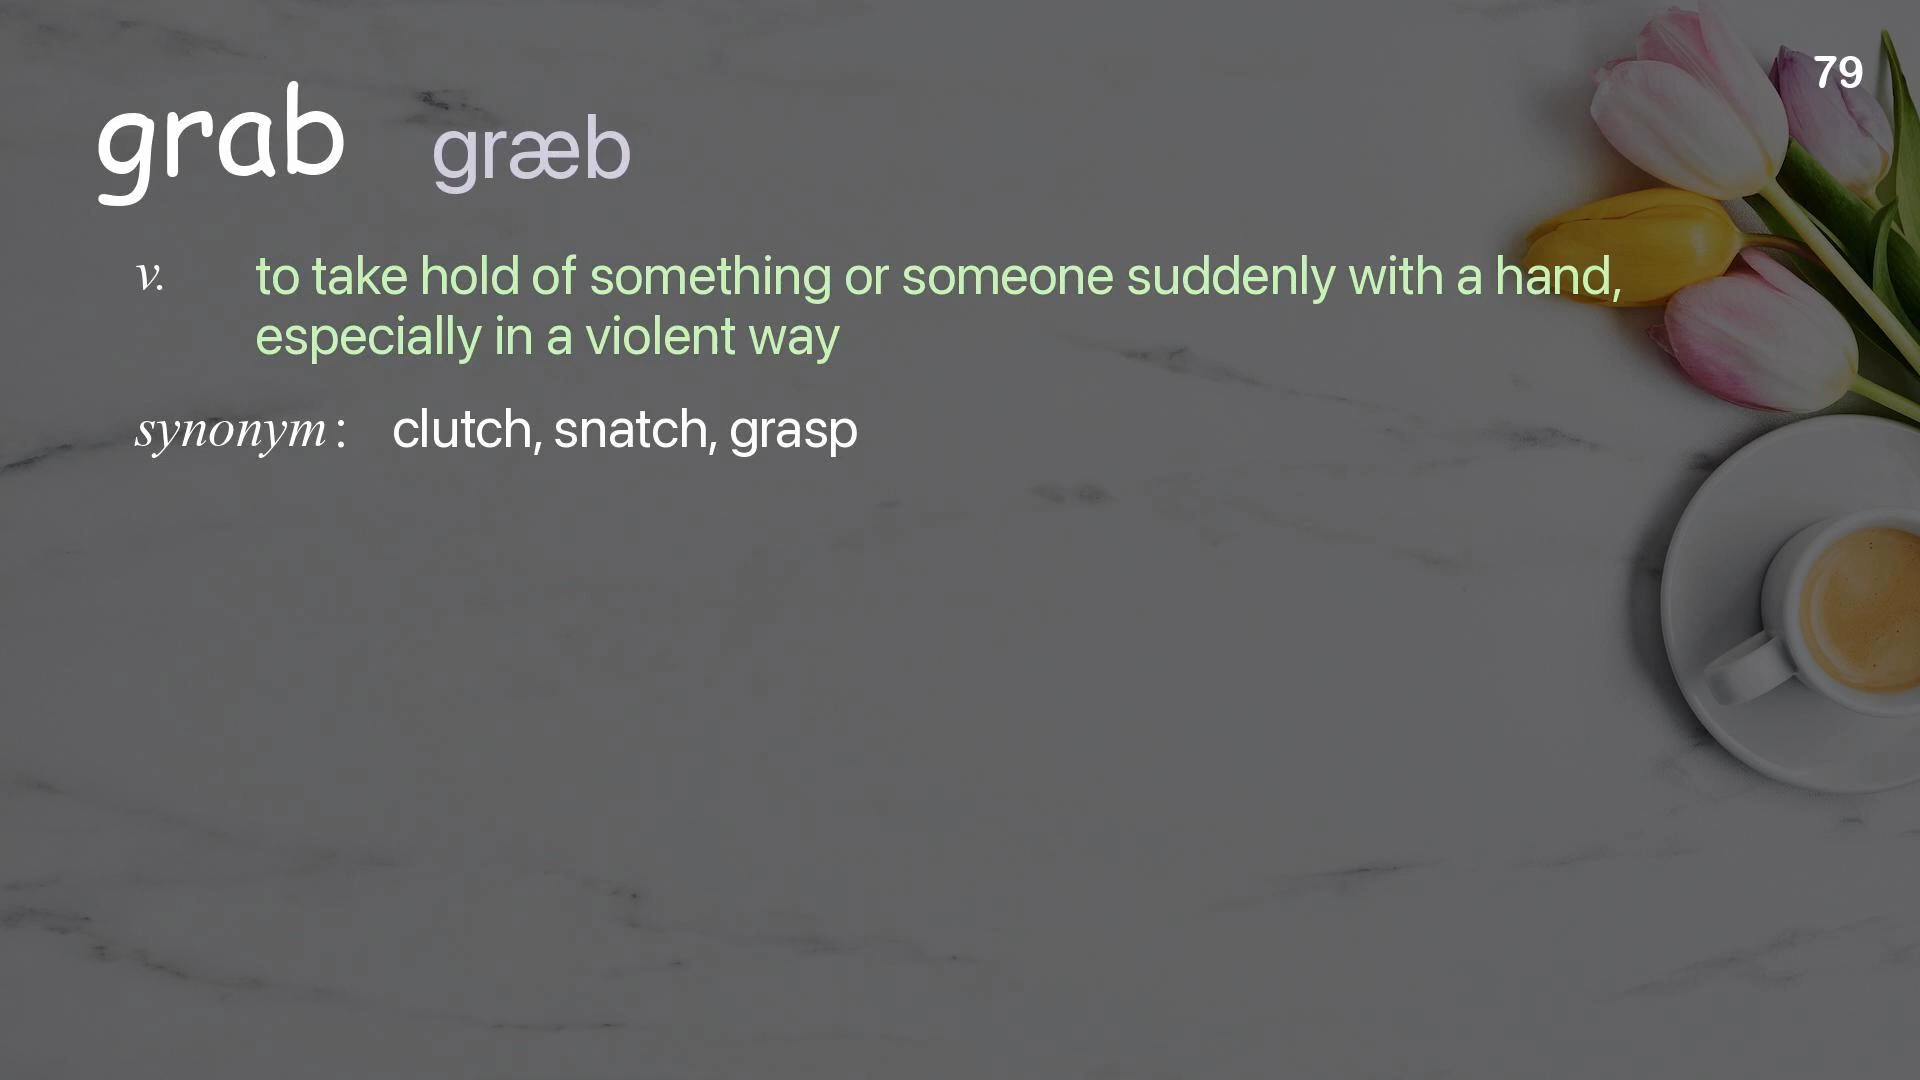 79
grab græb
v. to take hold of something or someone suddenly with a hand,
especially in a violent way
synonym: clutch, snatch, grasp